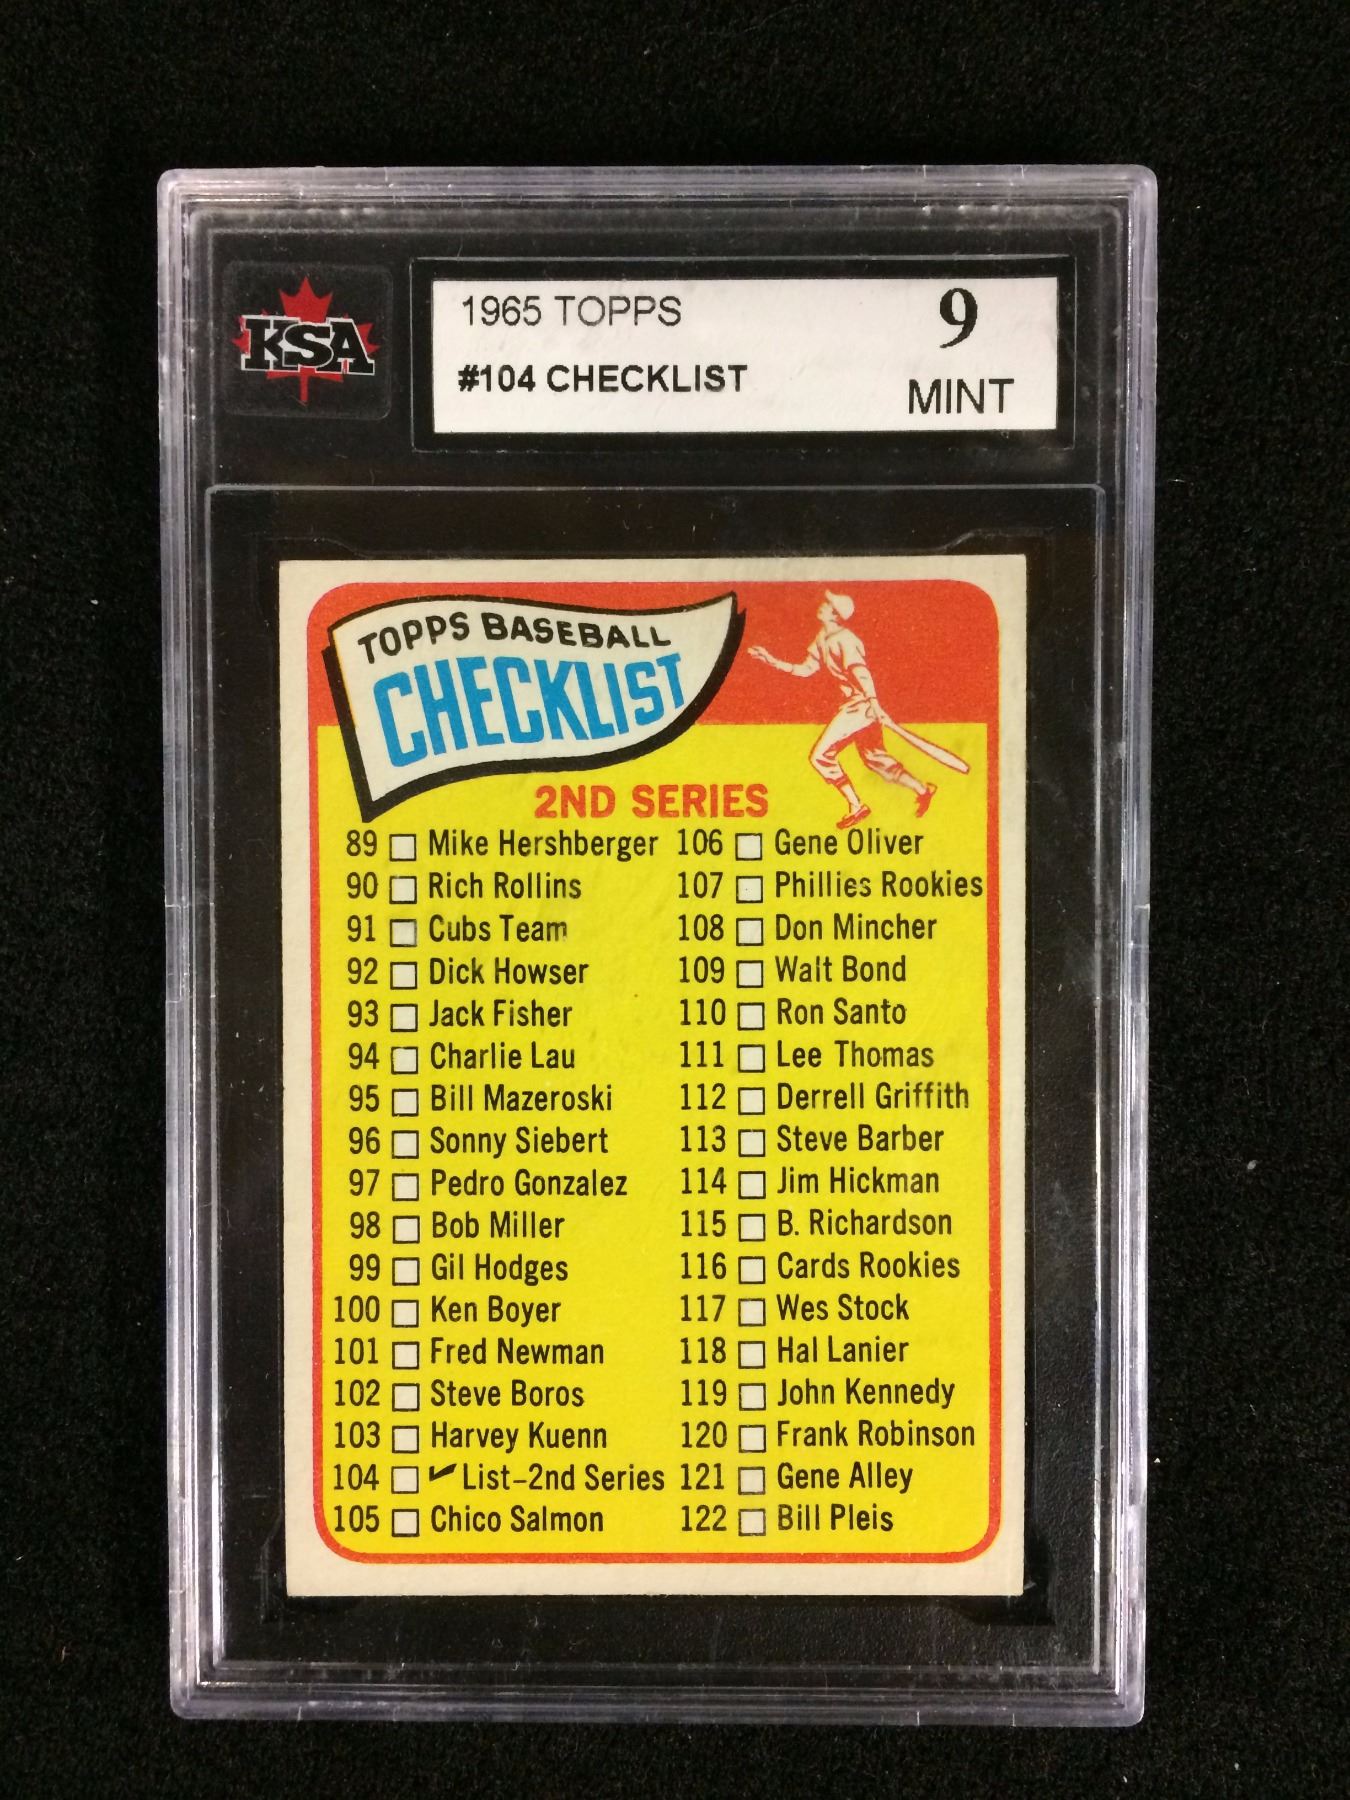 KSA
1965 TOPPS
#104 CHECKLIST
9
MINT
TOPPS BASEBALL
CHECKLIST
2ND SERIES
89 Mike Hershberger
90 Rich Rollins
91 Cubs Team
92 Dick Howser
93 Jack Fisher
94 Charlie Lau
95 Bill Mazeroski
96 Sonny Siebert
97 Pedro Gonzalez
98 Bob Miller
99 Gil Hodges
100 Ken Boyer
101 Fred Newman
102 Steve Boros
103 Harvey Kuenn
104 List-2nd Series
105 Chico Salmon
106 Gene Oliver
107 Phillies Rookies
108 Don Mincher
109 Walt Bond
110 Ron Santo
111 Lee Thomas
112 Derrell Griffith
113 Steve Barber
114 Jim Hickman
115 B. Richardson
116 Cards Rookies
117 Wes Stock
118 Hal Lanier
119 John Kennedy
120 Frank Robinson
121 Gene Alley
122 Bill Pleis